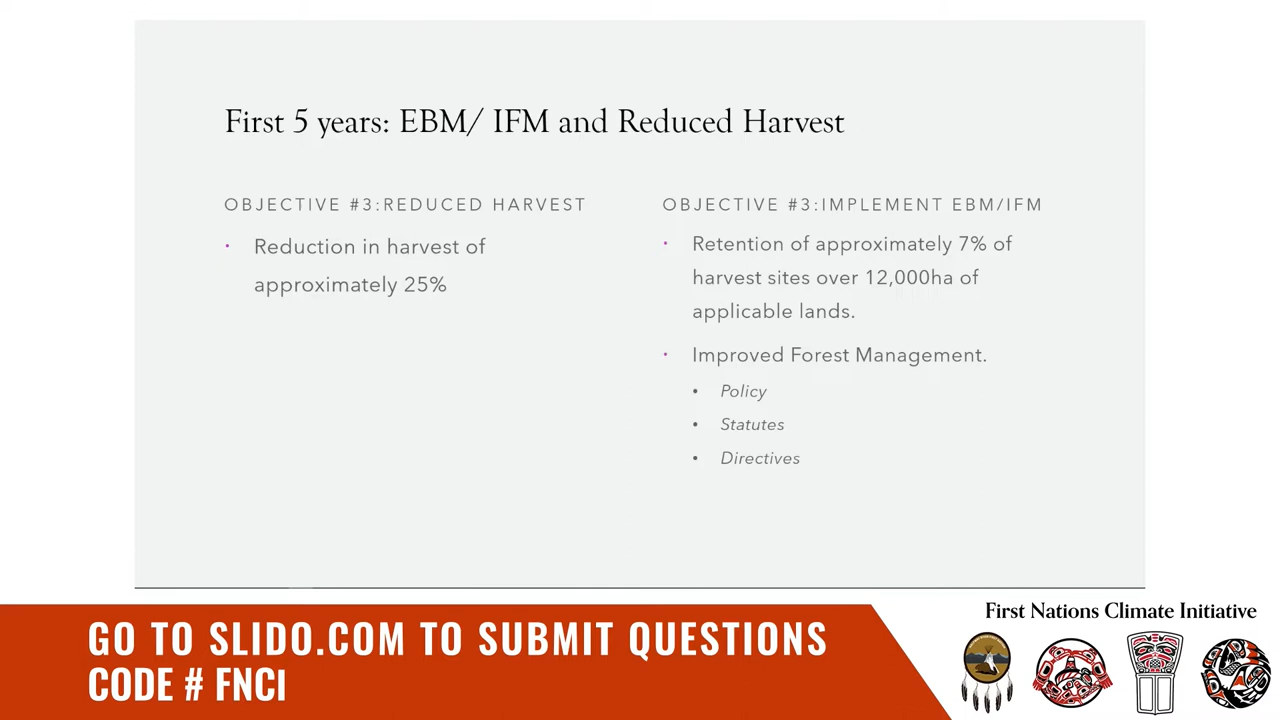 First 5 years: EBM/ IFM and Reduced Harvest
OBJECTIVE #3:REDUCED HARVEST
• Reduction in harvest of
approximately 25%
OBJECTIVE #3:IMPLEMENT EBM/IFM
• Retention of approximately 7% of
harvest sites over 12,000ha of
applicable lands.
• Improved Forest Management.
• Policy
• Statutes
• Directives
GO TO SLIDO.COM TO SUBMIT QUESTIONS
CODE # FNCI
First Nations Climate Initiative